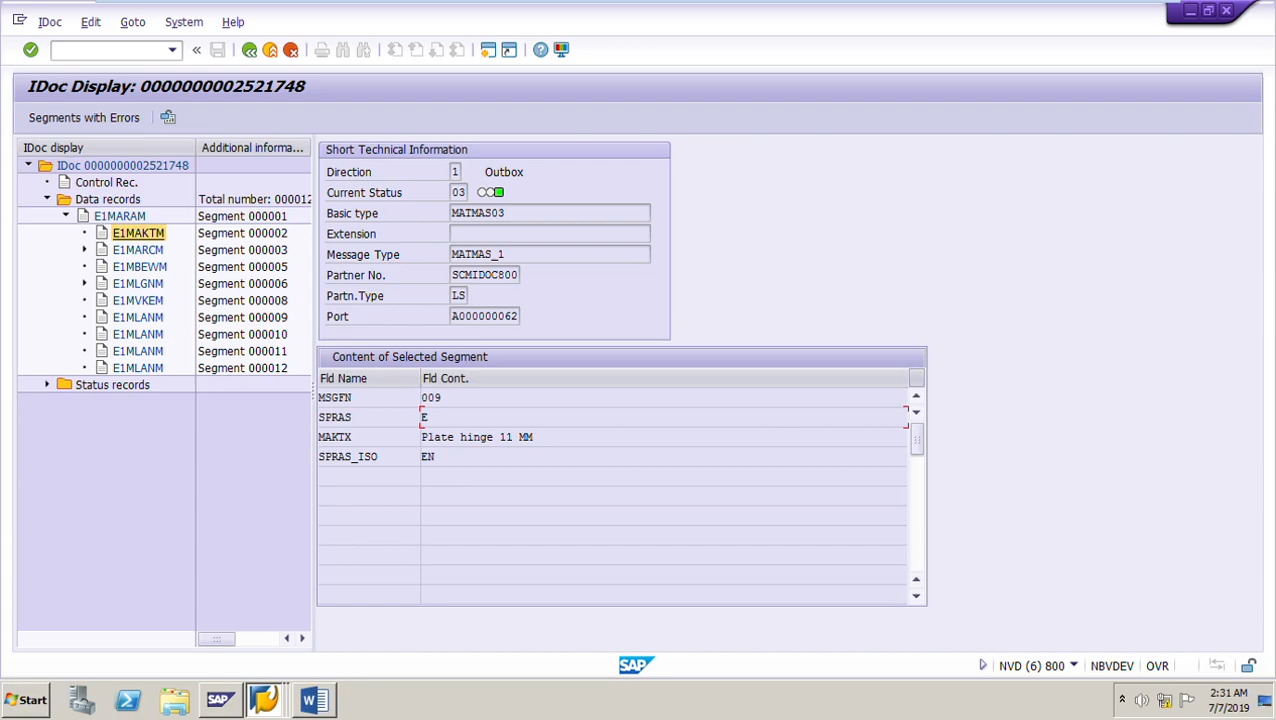 IDoc Edit Goto System Help
IDoc Display: 0000000002521748
Segments with Errors
IDoc display Additional informa...
IDoc 0000000002521748
Control Rec.
Data records Total number: 000012
E1MARAM Segment 000001
E1MAKTM Segment 000002
E1MARCM Segment 000003
E1MBEWM Segment 000005
E1MLGNM Segment 000006
E1MVKEM Segment 000008
E1MLANM Segment 000009
E1MLANM Segment 000010
E1MLANM Segment 000011
E1MLANM Segment 000012
Status records
Short Technical Information
Direction 1 Outbox
Current Status 03
Basic type MATMAS03
Extension
Message Type MATMAS_1
Partner No. SCMIDOC800
Partn.Type LS
Port A000000062
Content of Selected Segment
Fld Name Fld Cont.
MSGFN 009
SPRAS E
MAKTX Plate hinge 11 MM
SPRAS_ISO EN
SAP NVD (6) 800 NBVDEV OVR
Start SAP 2:31 AM
7/7/2019